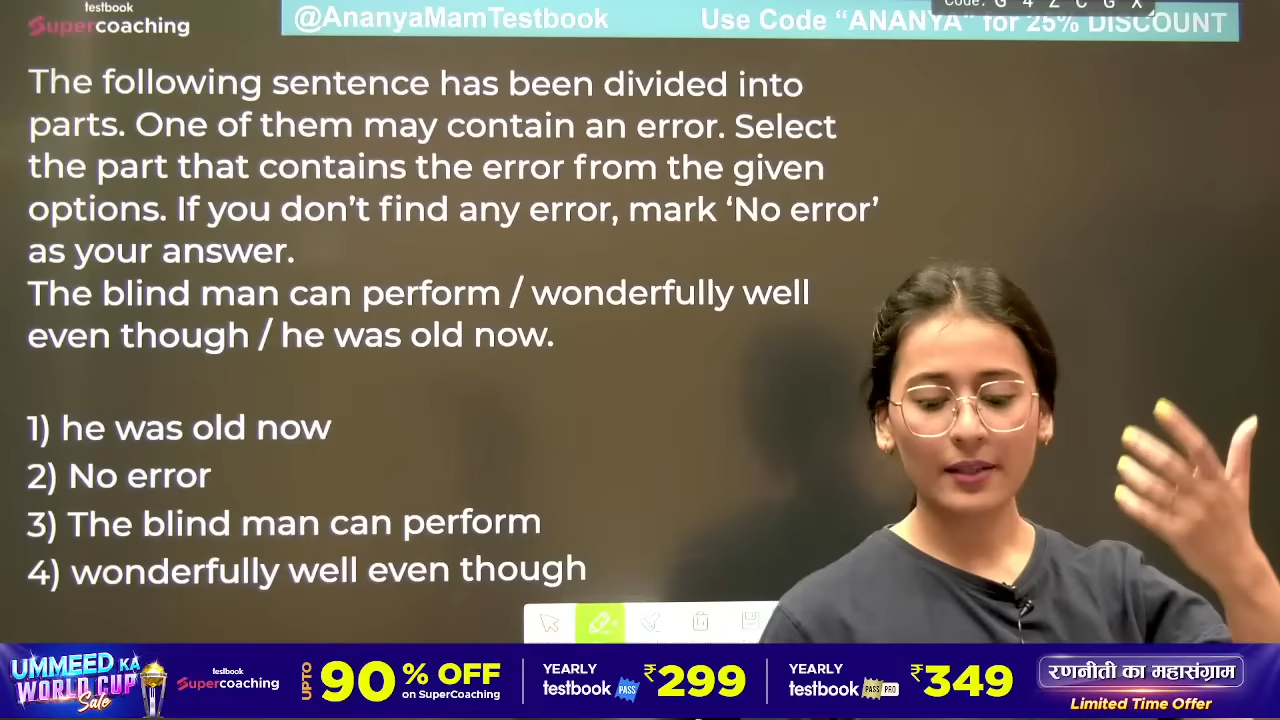 testbook
Supercoaching
@AnanyaMamTestbook
Use Code “ANANYA” for 25% DISCOUNT
Code: G 4 Z C G X
The following sentence has been divided into
parts. One of them may contain an error. Select
the part that contains the error from the given
options. If you don’t find any error, mark ‘No error’
as your answer.
The blind man can perform / wonderfully well
even though / he was old now.
1) he was old now
2) No error
3) The blind man can perform
4) wonderfully well even though
UMMEED KA
WORLD CUP
Sale
testbook
Supercoaching
UPTO
90% OFF
on SuperCoaching
YEARLY
testbook PASS
₹299
YEARLY
testbook PASS PRO
₹349
रणनीती का महासंग्राम
Limited Time Offer